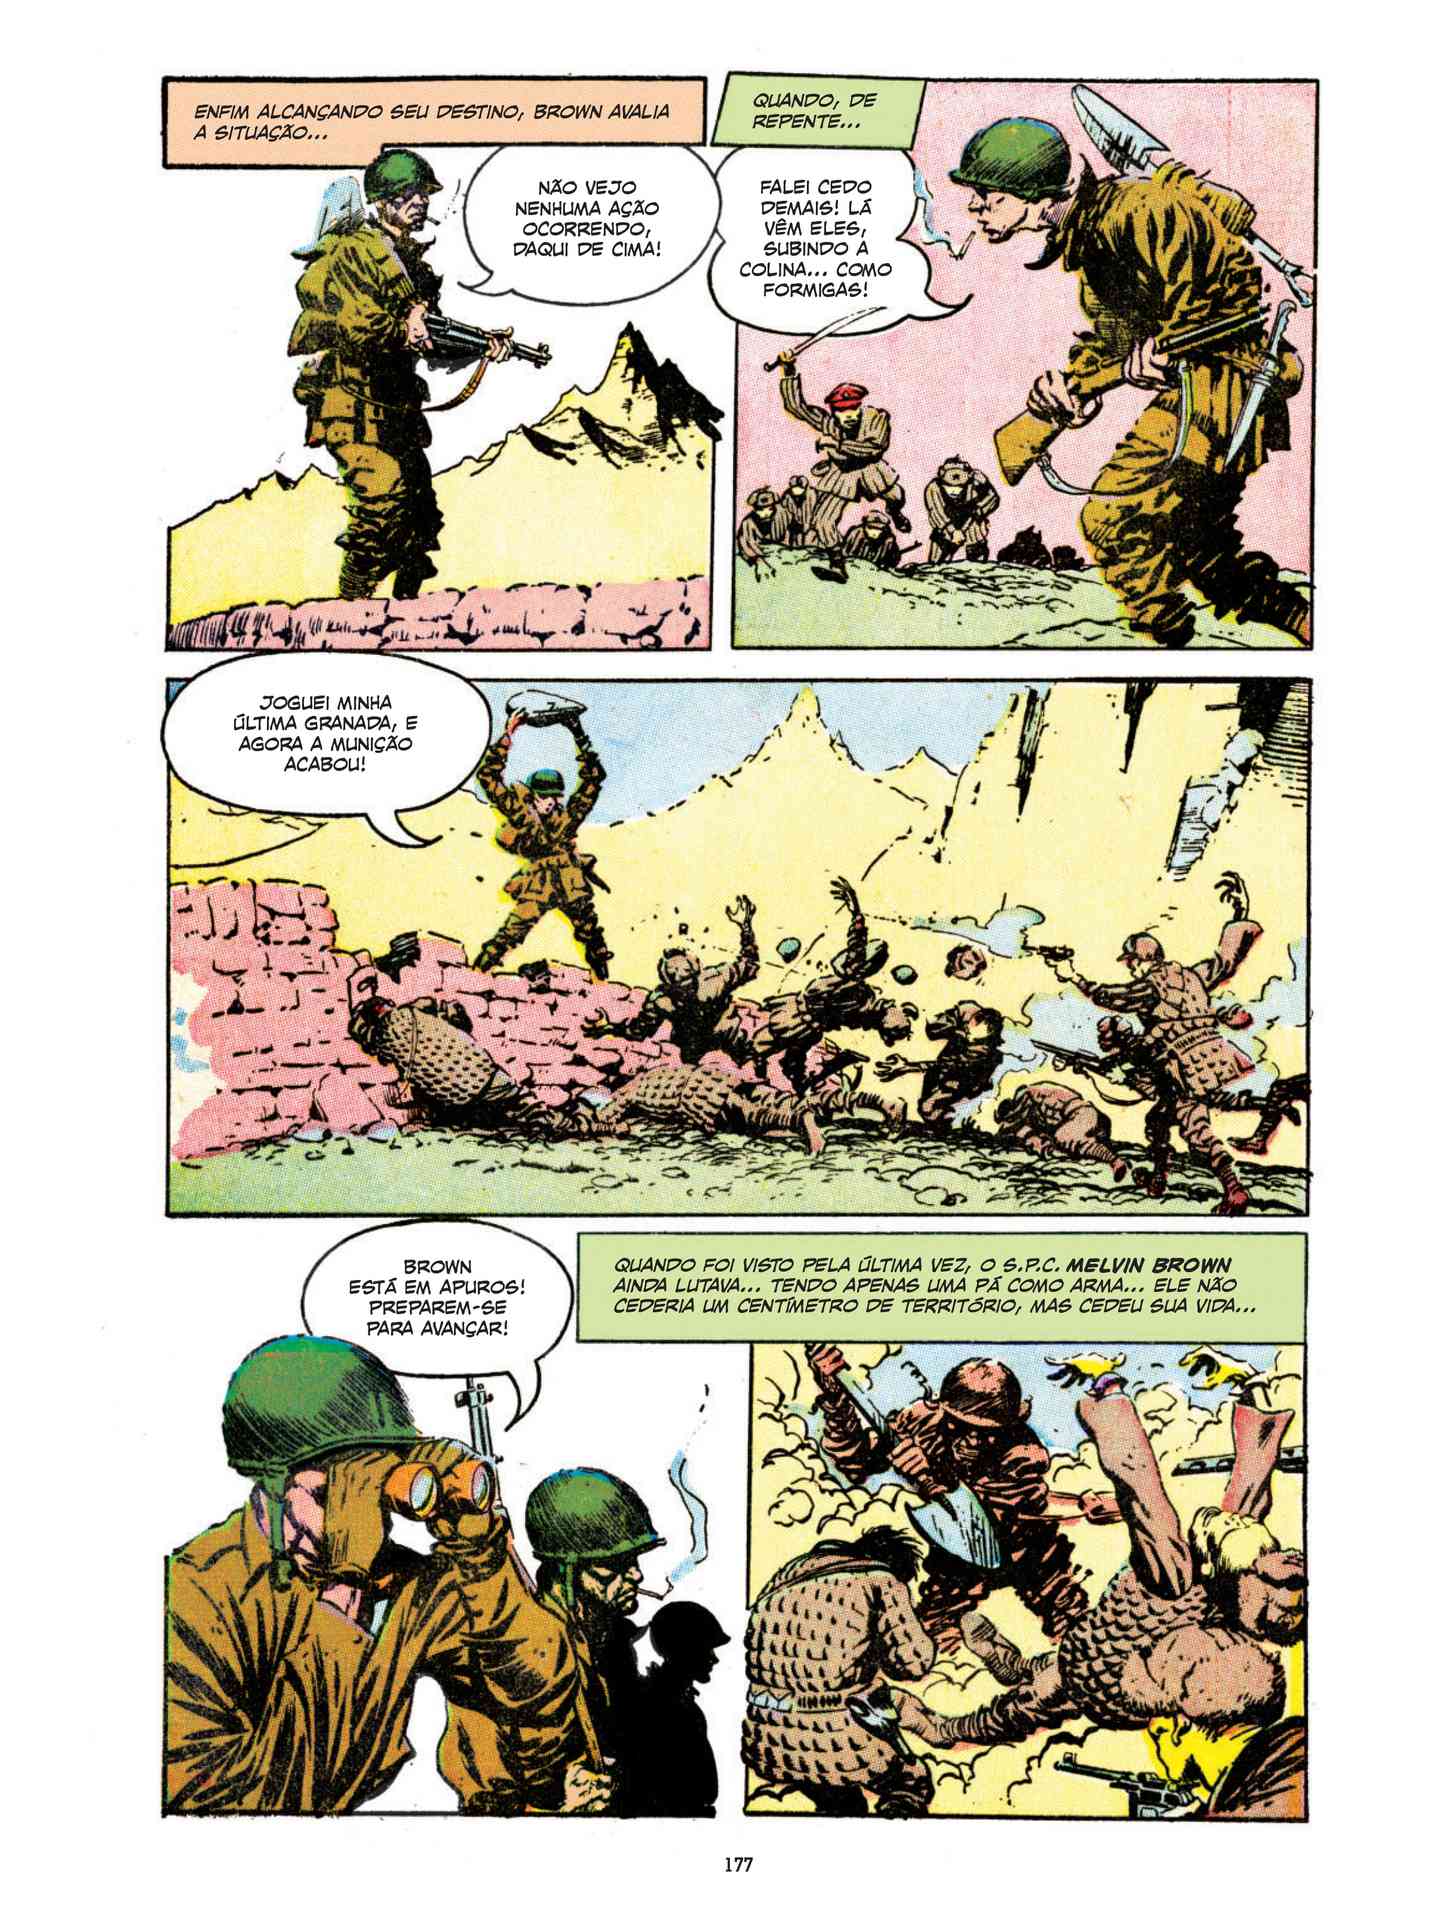 ENFIM ALCANÇANDO SEU DESTINO, BROWN AVALIA
A SITUAÇÃO...
NÃO VEJO
NENHUMA AÇÃO
OCORRENDO,
DAQUI DE CIMA!
QUANDO, DE
REPENTE...
FALEI CEDO
DEMAIS! LÁ
VÊM ELES,
SUBINDO A
COLINA... COMO
FORMIGAS!
JOGUEI MINHA
ÚLTIMA GRANADA, E
AGORA A MUNIÇÃO
ACABOU!
BROWN
ESTÁ EM APUROS!
PREPAREM-SE
PARA AVANÇAR!
QUANDO FOI VISTO PELA ÚLTIMA VEZ, O S.P.C. MELVIN BROWN
AINDA LUTAVA... TENDO APENAS UMA PÁ COMO ARMA... ELE NÃO
CEDERIA UM CENTÍMETRO DE TERRITÓRIO, MAS CEDEU SUA VIDA...
177